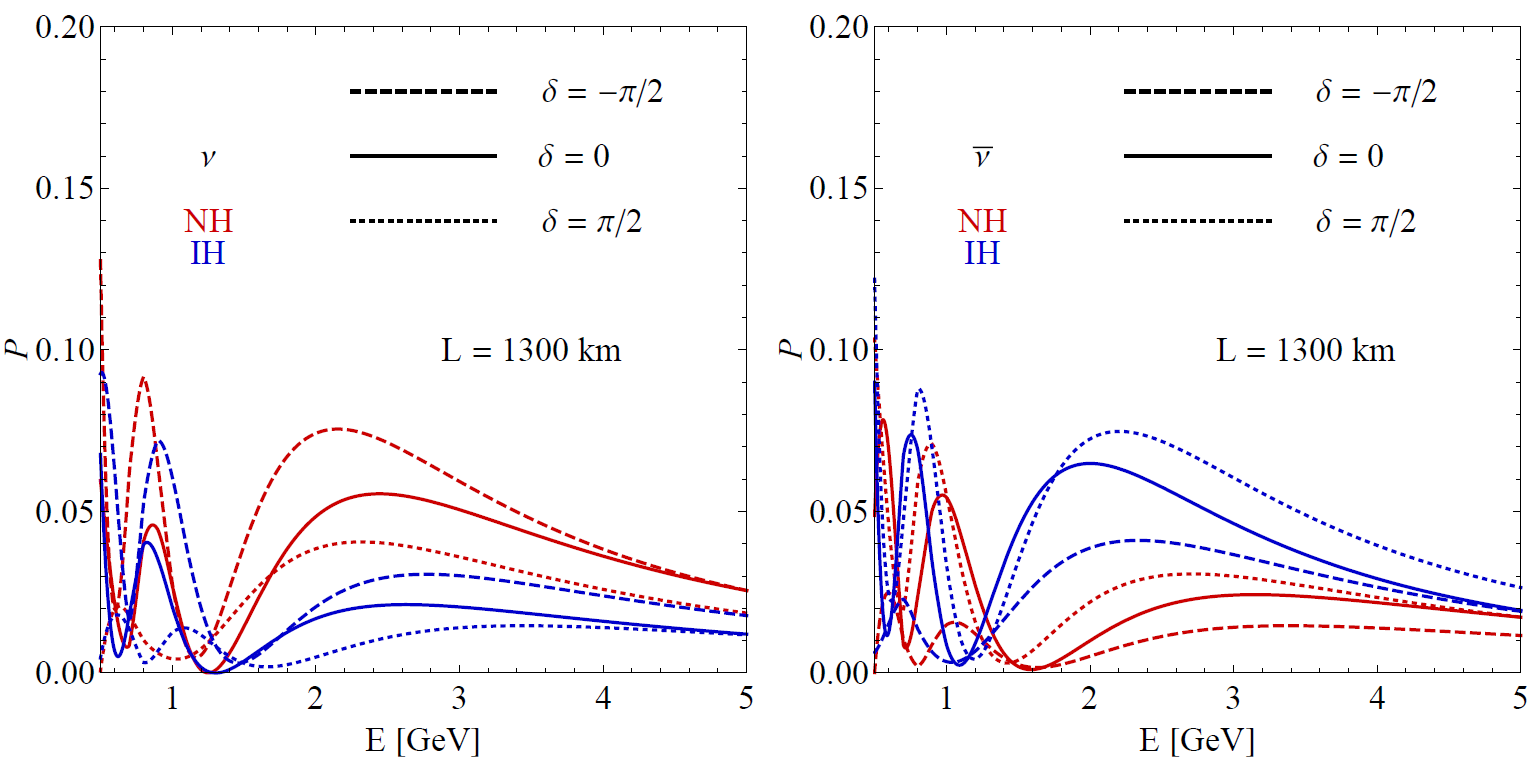 0.20
0.15
0.10
0.05
0.00
P
δ = −π/2
δ = 0
δ = π/2
ν
NH
IH
L = 1300 km
1 2 3 4 5
E [GeV]
0.20
0.15
0.10
0.05
0.00
P
δ = −π/2
δ = 0
δ = π/2
ν̅
NH
IH
L = 1300 km
1 2 3 4 5
E [GeV]